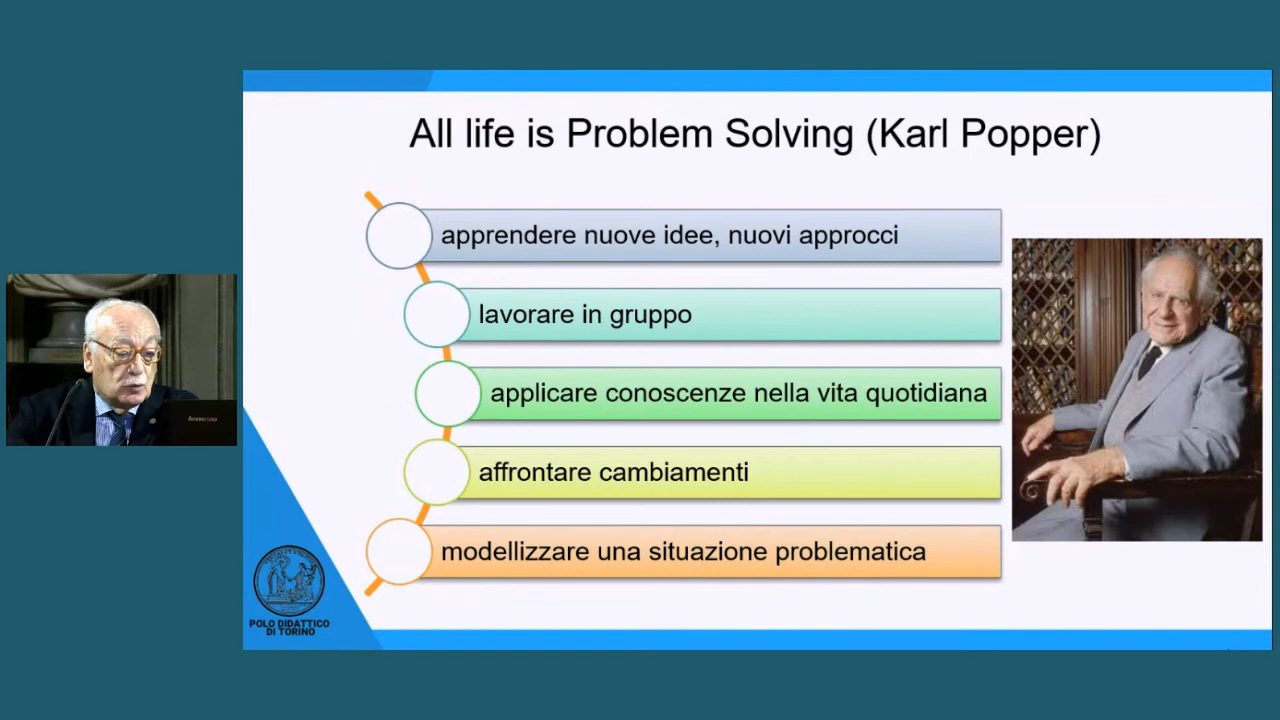 All life is Problem Solving (Karl Popper)
apprendere nuove idee, nuovi approcci
lavorare in gruppo
applicare conoscenze nella vita quotidiana
affrontare cambiamenti
modellizzare una situazione problematica
POLO DIDATTICO
DI TORINO